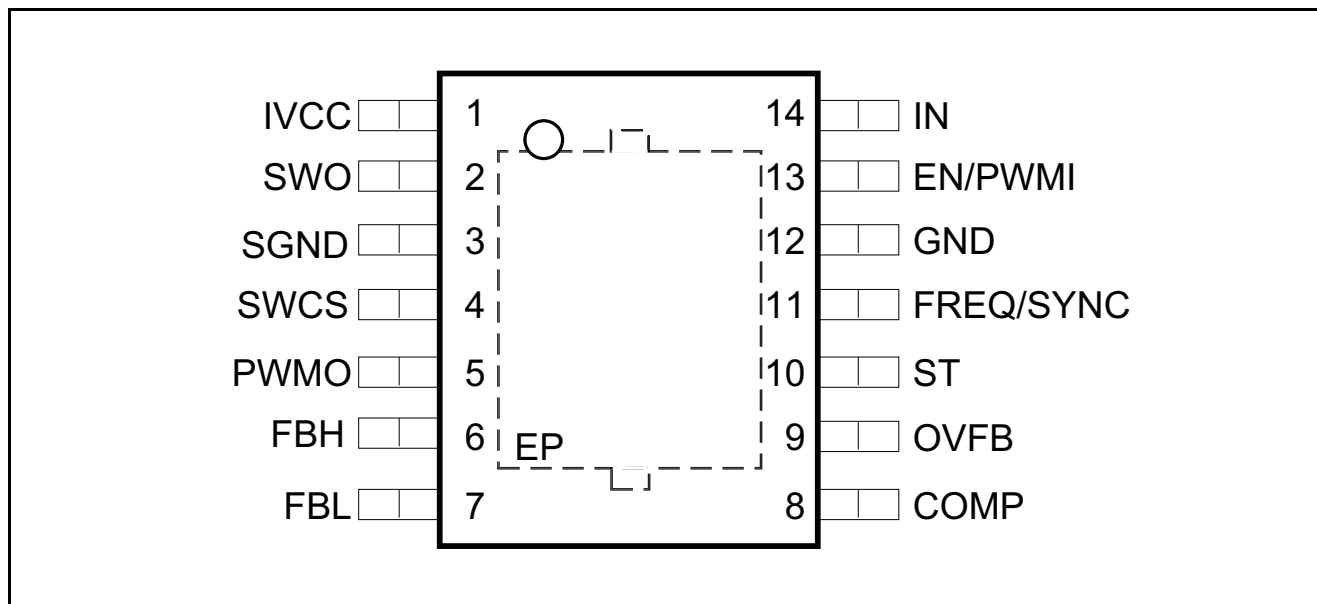 IVCC 1 14 IN
SWO 2 13 EN/PWMI
SGND 3 12 GND
SWCS 4 11 FREQ/SYNC
PWMO 5 10 ST
FBH 6 EP 9 OVFB
FBL 7 8 COMP